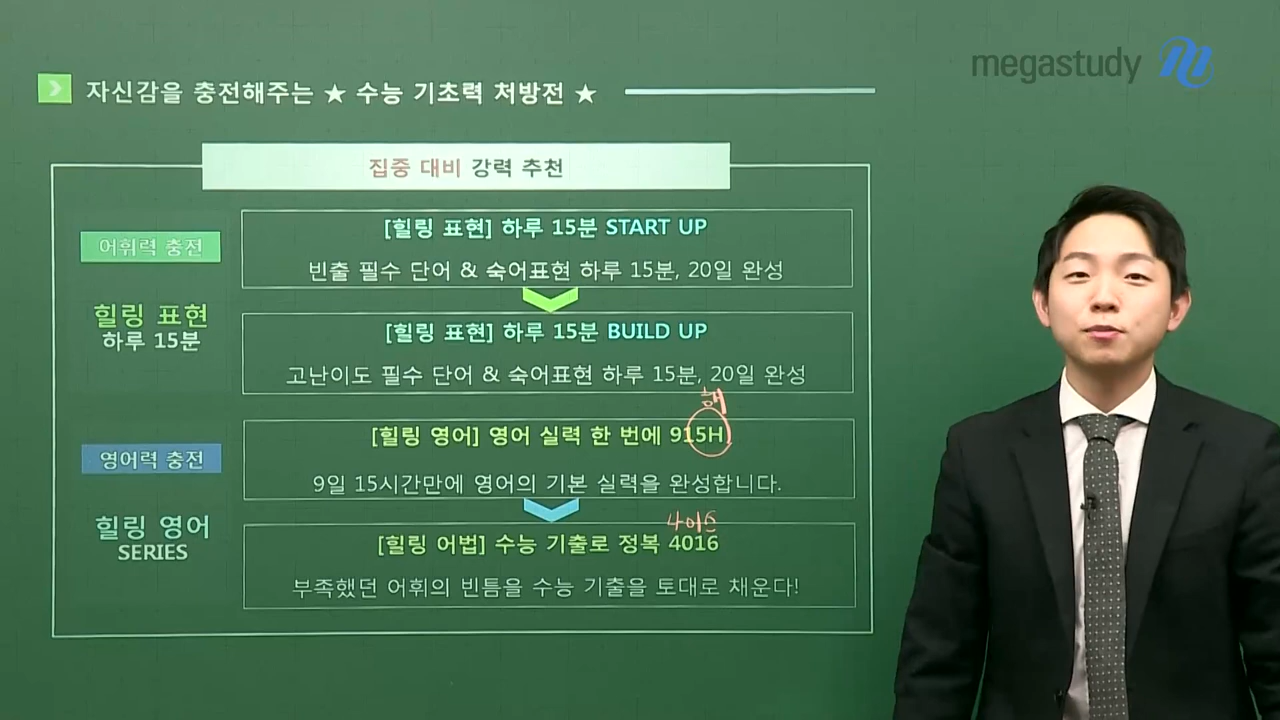 megastudy
자신감을 충전해주는 ★ 수능 기초력 처방전 ★
집중 대비 강력 추천
어휘력 충전
힐링 표현
하루 15분
[힐링 표현] 하루 15분 START UP
빈출 필수 단어 & 숙어표현 하루 15분, 20일 완성
[힐링 표현] 하루 15분 BUILD UP
고난이도 필수 단어 & 숙어표현 하루 15분, 20일 완성
영어력 충전
힐링 영어
SERIES
해
[힐링 영어] 영어 실력 한 번에 915H
9일 15시간만에 영어의 기본 실력을 완성합니다.
[힐링 어법] 수능 기출로 정복 4016
부족했던 어휘의 빈틈을 수능 기출을 토대로 채운다!